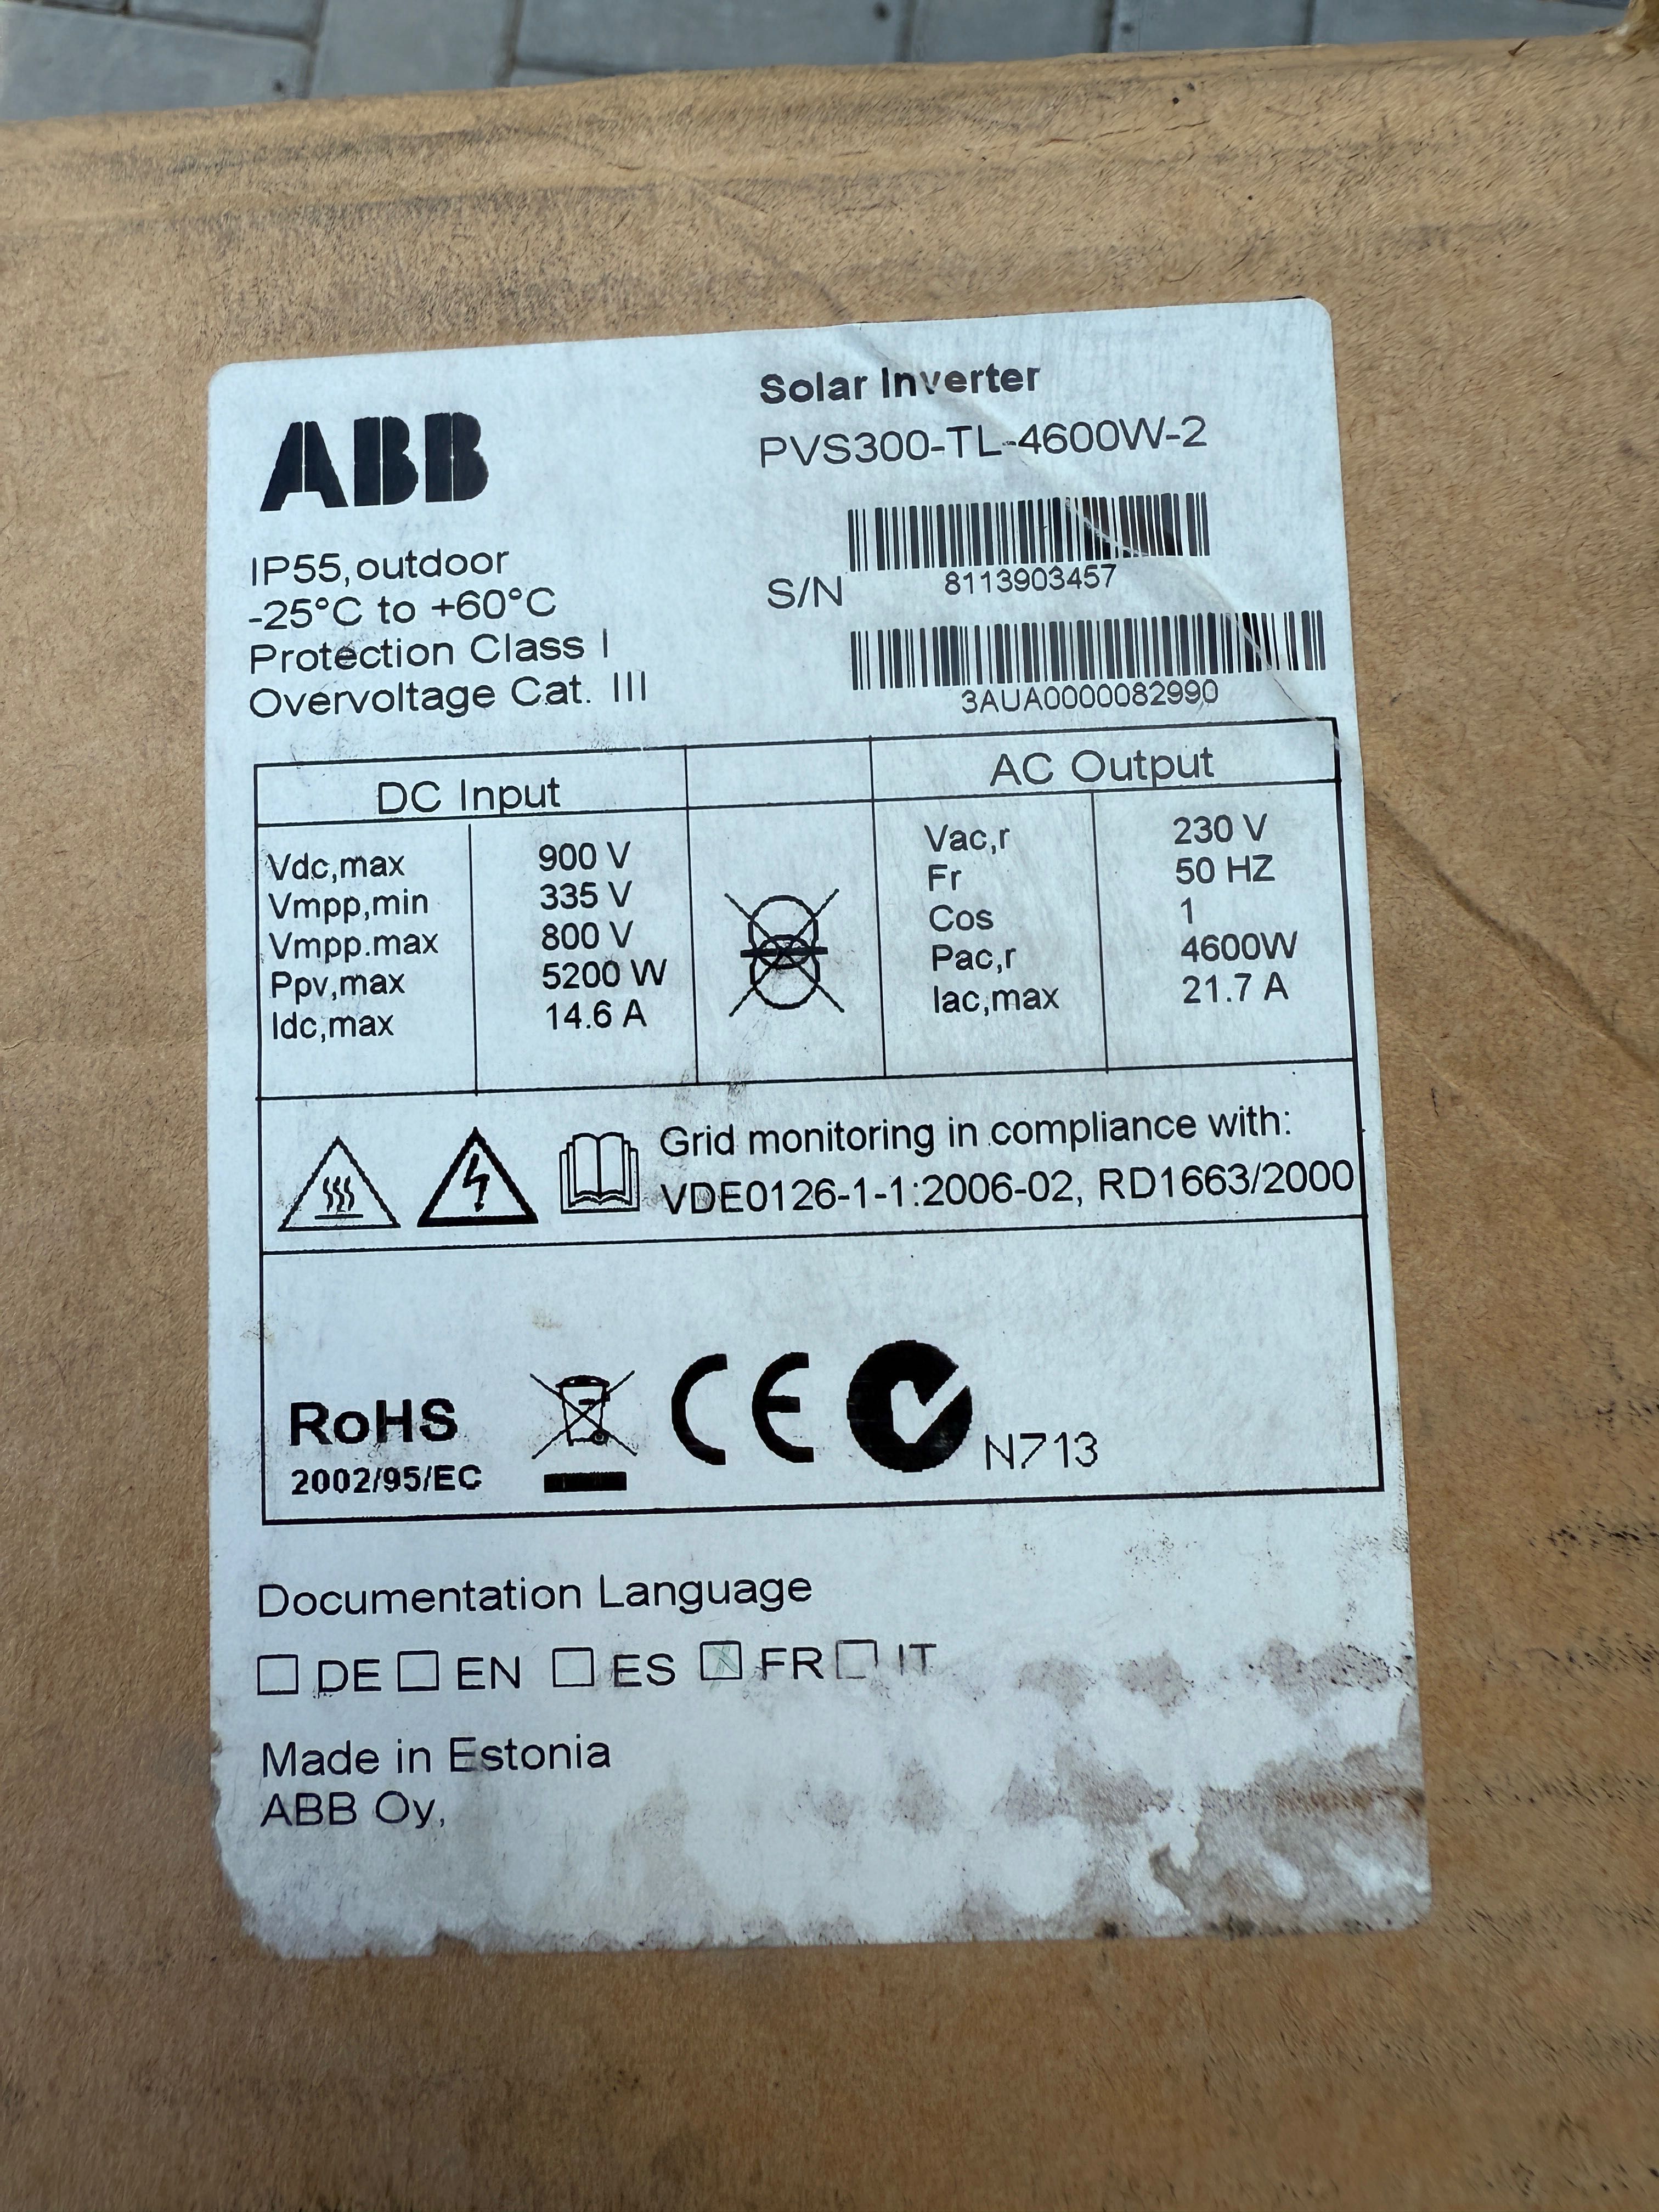 ABB
Solar Inverter
PVS300-TL-4600W-2
S/N
8113903457
3AUA0000082990
IP55, outdoor
-25°C to +60°C
Protection Class I
Overvoltage Cat. III
DC Input
Vdc,max 900 V
Vmpp,min 335 V
Vmpp.max 800 V
Ppv,max 5200 W
Idc,max 14.6 A
AC Output
Vac,r 230 V
Fr 50 HZ
Cos 1
Pac,r 4600W
Iac,max 21.7 A
Grid monitoring in compliance with:
VDE0126-1-1:2006-02, RD1663/2000
RoHS
2002/95/EC
CE
N713
Documentation Language
DE EN ES FR IT
Made in Estonia
ABB Oy,